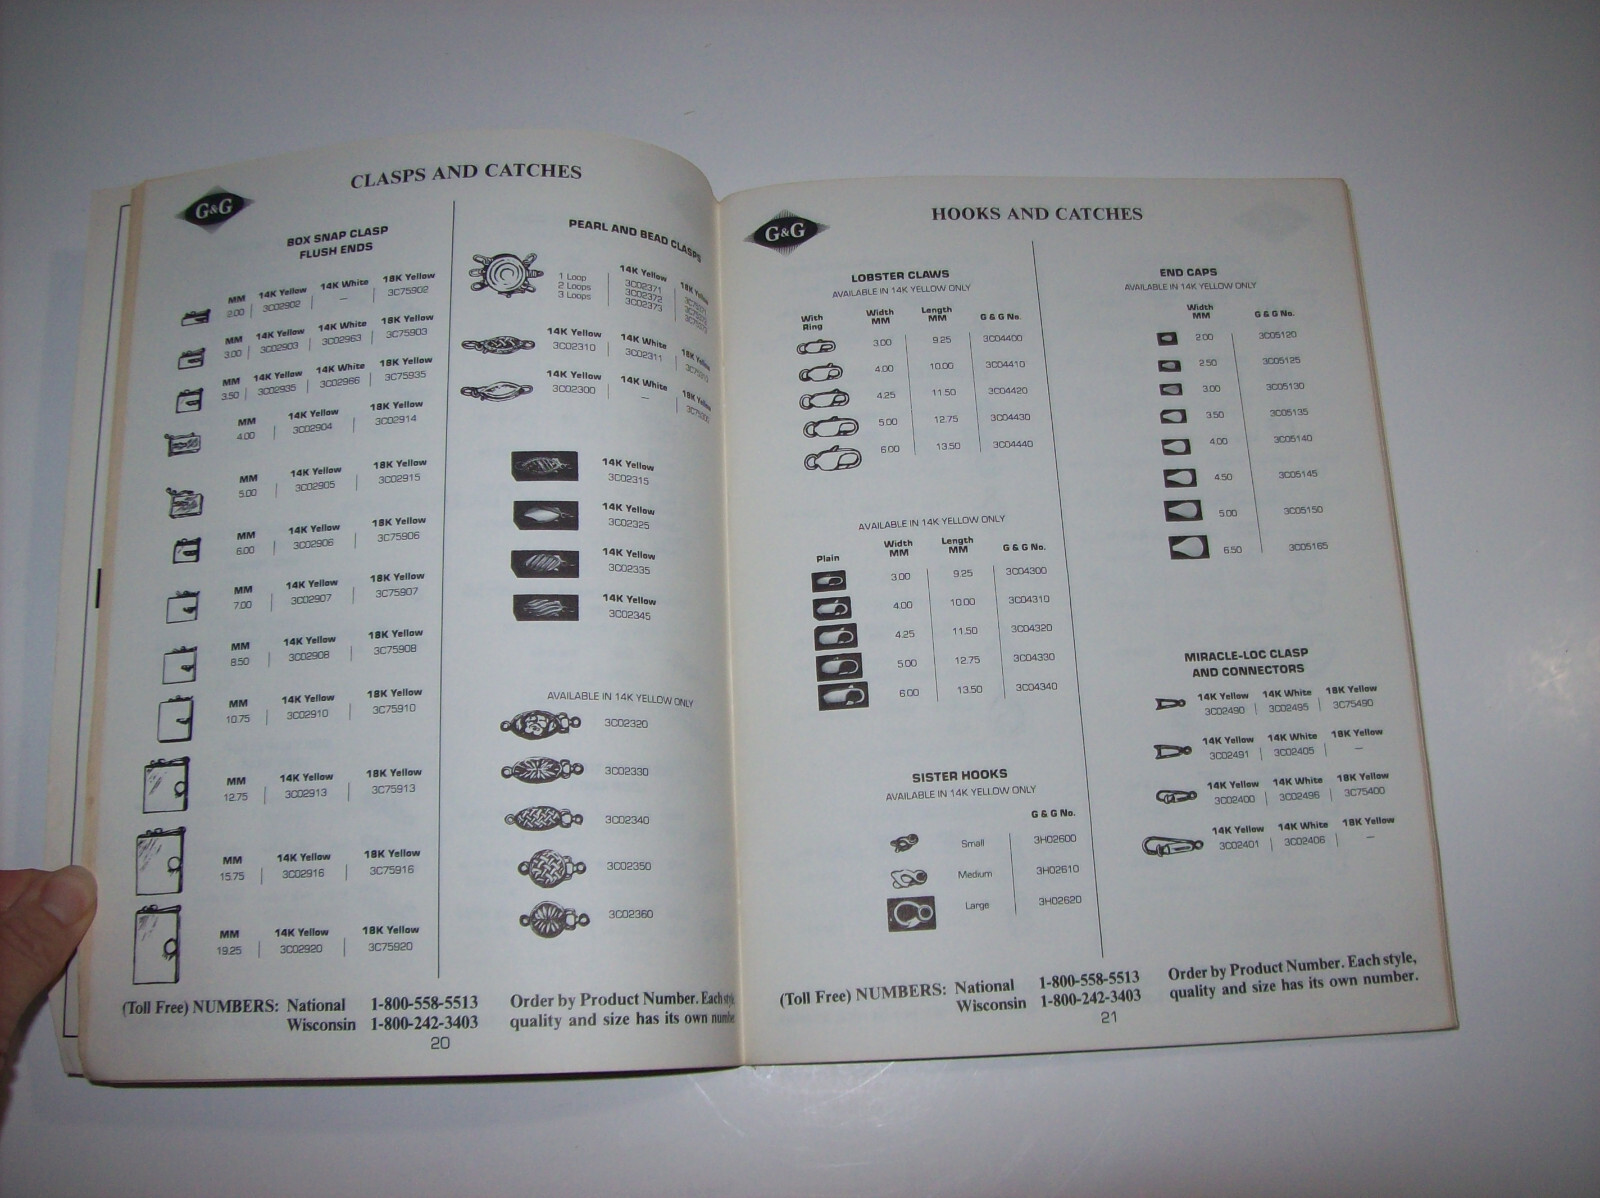 CLASPS AND CATCHES
G&G
BOX SNAP CLASP
FLUSH ENDS
MM 14K Yellow 14K White 18K Yellow
2.00 3C02902 — 3C75902
MM 14K Yellow 14K White 18K Yellow
3.00 3C02903 3C02963 3C75903
MM 14K Yellow 14K White 18K Yellow
3.50 3C02935 3C02966 3C75935
MM 14K Yellow 18K Yellow
4.00 3C02904 3C02914
MM 14K Yellow 18K Yellow
5.00 3C02905 3C02915
MM 14K Yellow 18K Yellow
6.00 3C02906 3C75906
MM 14K Yellow 18K Yellow
7.00 3C02907 3C75907
MM 14K Yellow 18K Yellow
8.50 3C02908 3C75908
MM 14K Yellow 18K Yellow
10.75 3C02910 3C75910
MM 14K Yellow 18K Yellow
12.75 3C02913 3C75913
MM 14K Yellow 18K Yellow
15.75 3C02916 3C75916
MM 14K Yellow 18K Yellow
19.25 3C02920 3C75920
PEARL AND BEAD CLASPS
14K Yellow
1 Loop 3C02371
2 Loops 3C02372
3 Loops 3C02373
14K Yellow 14K White
3C02310 3C02311
14K Yellow 14K White
3C02300 —
14K Yellow
3C02315
14K Yellow
3C02325
14K Yellow
3C02335
14K Yellow
3C02345
AVAILABLE IN 14K YELLOW ONLY
3C02320
3C02330
3C02340
3C02350
3C02360
(Toll Free) NUMBERS: National 1-800-558-5513
Wisconsin 1-800-242-3403
Order by Product Number. Each
quality and size has its own
20
HOOKS AND CATCHES
G&G
LOBSTER CLAWS
AVAILABLE IN 14K YELLOW ONLY
With Ring Width MM Length MM G & G No.
3.00 9.25 3C04400
4.00 10.00 3C04410
4.25 11.50 3C04420
5.00 12.75 3C04430
6.00 13.50 3C04440
AVAILABLE IN 14K YELLOW ONLY
Plain Width MM Length MM G & G No.
3.00 9.25 3C04300
4.00 10.00 3C04310
4.25 11.50 3C04320
5.00 12.75 3C04330
6.00 13.50 3C04340
SISTER HOOKS
AVAILABLE IN 14K YELLOW ONLY
G & G No.
Small 3H02600
Medium 3H02610
Large 3H02620
END CAPS
AVAILABLE IN 14K YELLOW ONLY
Width MM G & G No.
2.00 3C05120
2.50 3C05125
3.00 3C05130
3.50 3C05135
4.00 3C05140
4.50 3C05145
5.00 3C05150
6.50 3C05165
MIRACLE-LOC CLASP
AND CONNECTORS
14K Yellow 14K White 18K Yellow
3C02490 3C02495 3C75490
14K Yellow 14K White 18K Yellow
3C02491 3C02405 —
14K Yellow 14K White 18K Yellow
3C02400 3C02496 3C75400
14K Yellow 14K White 18K Yellow
3C02401 3C02406 —
(Toll Free) NUMBERS: National 1-800-558-5513
Wisconsin 1-800-242-3403
Order by Product Number. Each style,
quality and size has its own number.
21